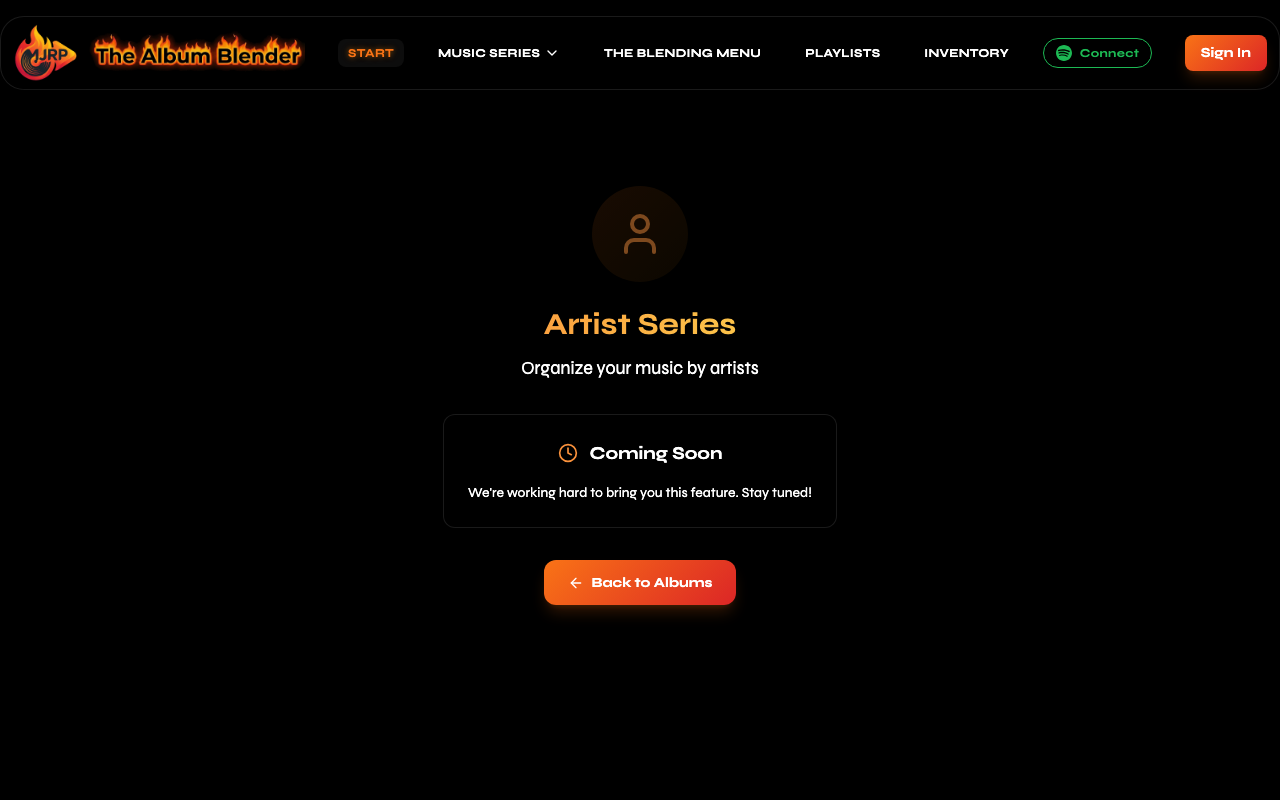 JRP
The Album Blender
START
MUSIC SERIES
THE BLENDING MENU
PLAYLISTS
INVENTORY
Connect
Sign In
Artist Series
Organize your music by artists
Coming Soon
We're working hard to bring you this feature. Stay tuned!
Back to Albums